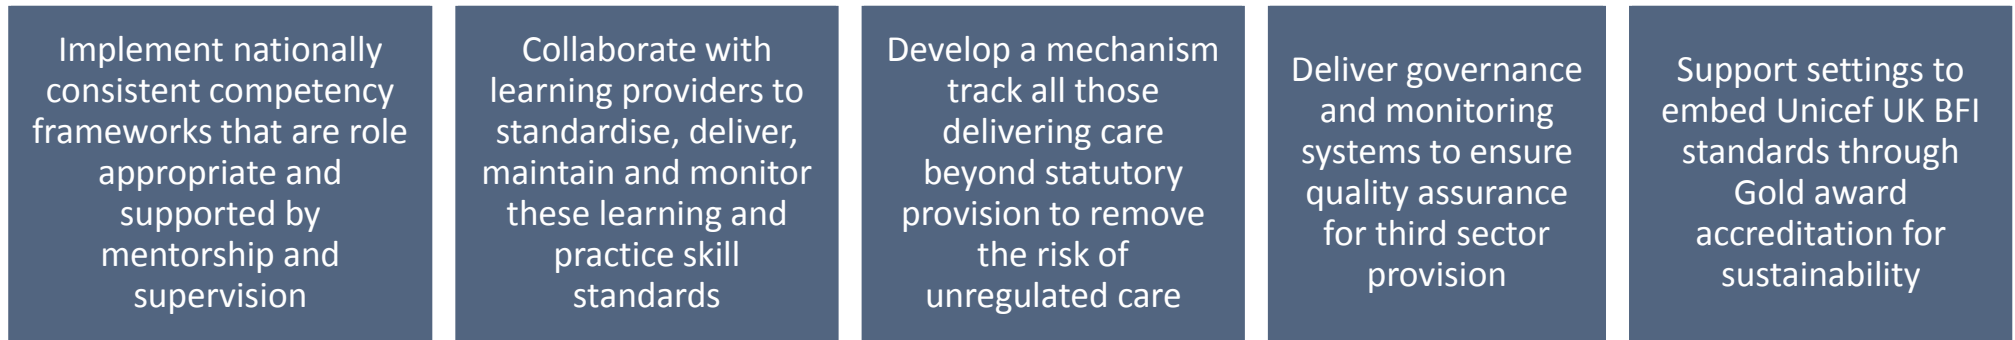 Implement nationally
consistent competency
frameworks that are role
appropriate and
supported by
mentorship and
supervision
Collaborate with
learning providers to
standardise, deliver,
maintain and monitor
these learning and
practice skill
standards
Develop a mechanism
track all those
delivering care
beyond statutory
provision to remove
the risk of
unregulated care
Deliver governance
and monitoring
systems to ensure
quality assurance
for third sector
provision
Support settings to
embed Unicef UK BFI
standards through
Gold award
accreditation for
sustainability